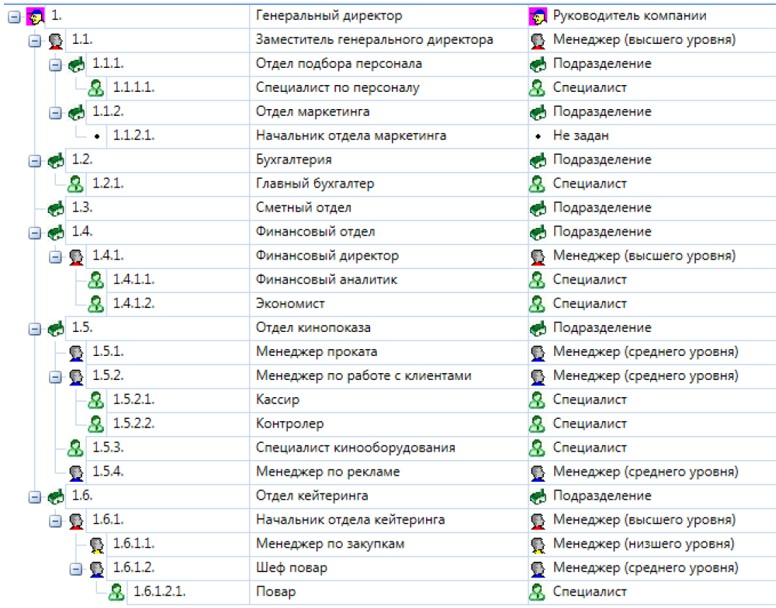 1. Генеральный директор Руководитель компании
1.1. Заместитель генерального директора Менеджер (высшего уровня)
1.1.1. Отдел подбора персонала Подразделение
1.1.1.1. Специалист по персоналу Специалист
1.1.2. Отдел маркетинга Подразделение
1.1.2.1. Начальник отдела маркетинга Не задан
1.2. Бухгалтерия Подразделение
1.2.1. Главный бухгалтер Специалист
1.3. Сметный отдел Подразделение
1.4. Финансовый отдел Подразделение
1.4.1. Финансовый директор Менеджер (высшего уровня)
1.4.1.1. Финансовый аналитик Специалист
1.4.1.2. Экономист Специалист
1.5. Отдел кинопоказа Подразделение
1.5.1. Менеджер проката Менеджер (среднего уровня)
1.5.2. Менеджер по работе с клиентами Менеджер (среднего уровня)
1.5.2.1. Кассир Специалист
1.5.2.2. Контролер Специалист
1.5.3. Специалист кинооборудования Специалист
1.5.4. Менеджер по рекламе Менеджер (среднего уровня)
1.6. Отдел кейтеринга Подразделение
1.6.1. Начальник отдела кейтеринга Менеджер (высшего уровня)
1.6.1.1. Менеджер по закупкам Менеджер (низшего уровня)
1.6.1.2. Шеф повар Менеджер (среднего уровня)
1.6.1.2.1. Повар Специалист